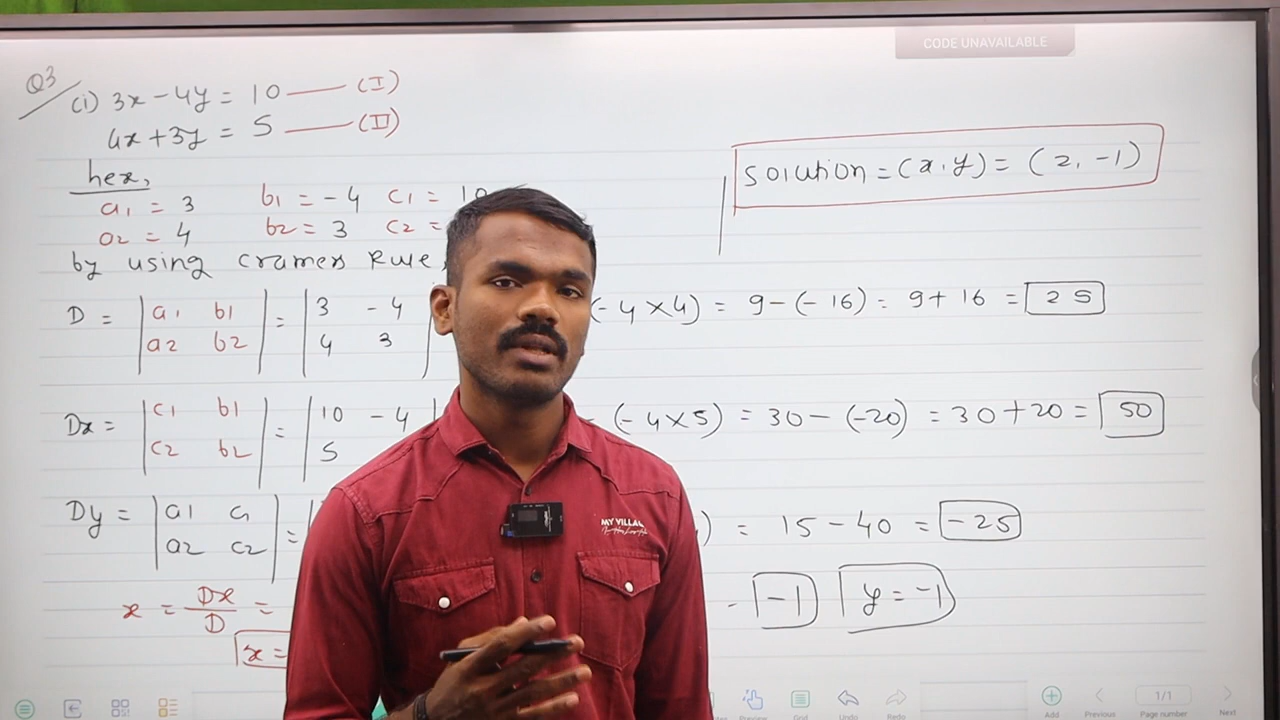 CODE UNAVAILABLE
Q3
(i) 3x - 4y = 10 —— (I)
4x + 3y = 5 —— (II)
hex,
a1 = 3 b1 = -4 c1 = 10
a2 = 4 b2 = 3 c2 =
by using cramers Rule,
Solution = (x, y) = (2, -1)
D = | a1 b1 | = | 3 -4 | (-4 × 4) = 9 - (-16) = 9 + 16 = 25
| a2 b2 | | 4 3 |
Dx = | c1 b1 | = | 10 -4 | - (-4 × 5) = 30 - (-20) = 30 + 20 = 50
| c2 b2 | | 5
Dy = | a1 c1 | = | ) = 15 - 40 = -25
| a2 c2 |
x = Dx / D = -1 y = -1
x =
MY VILLAG
Preview Grid Undo Redo Add Previous 1/1 Page number Next